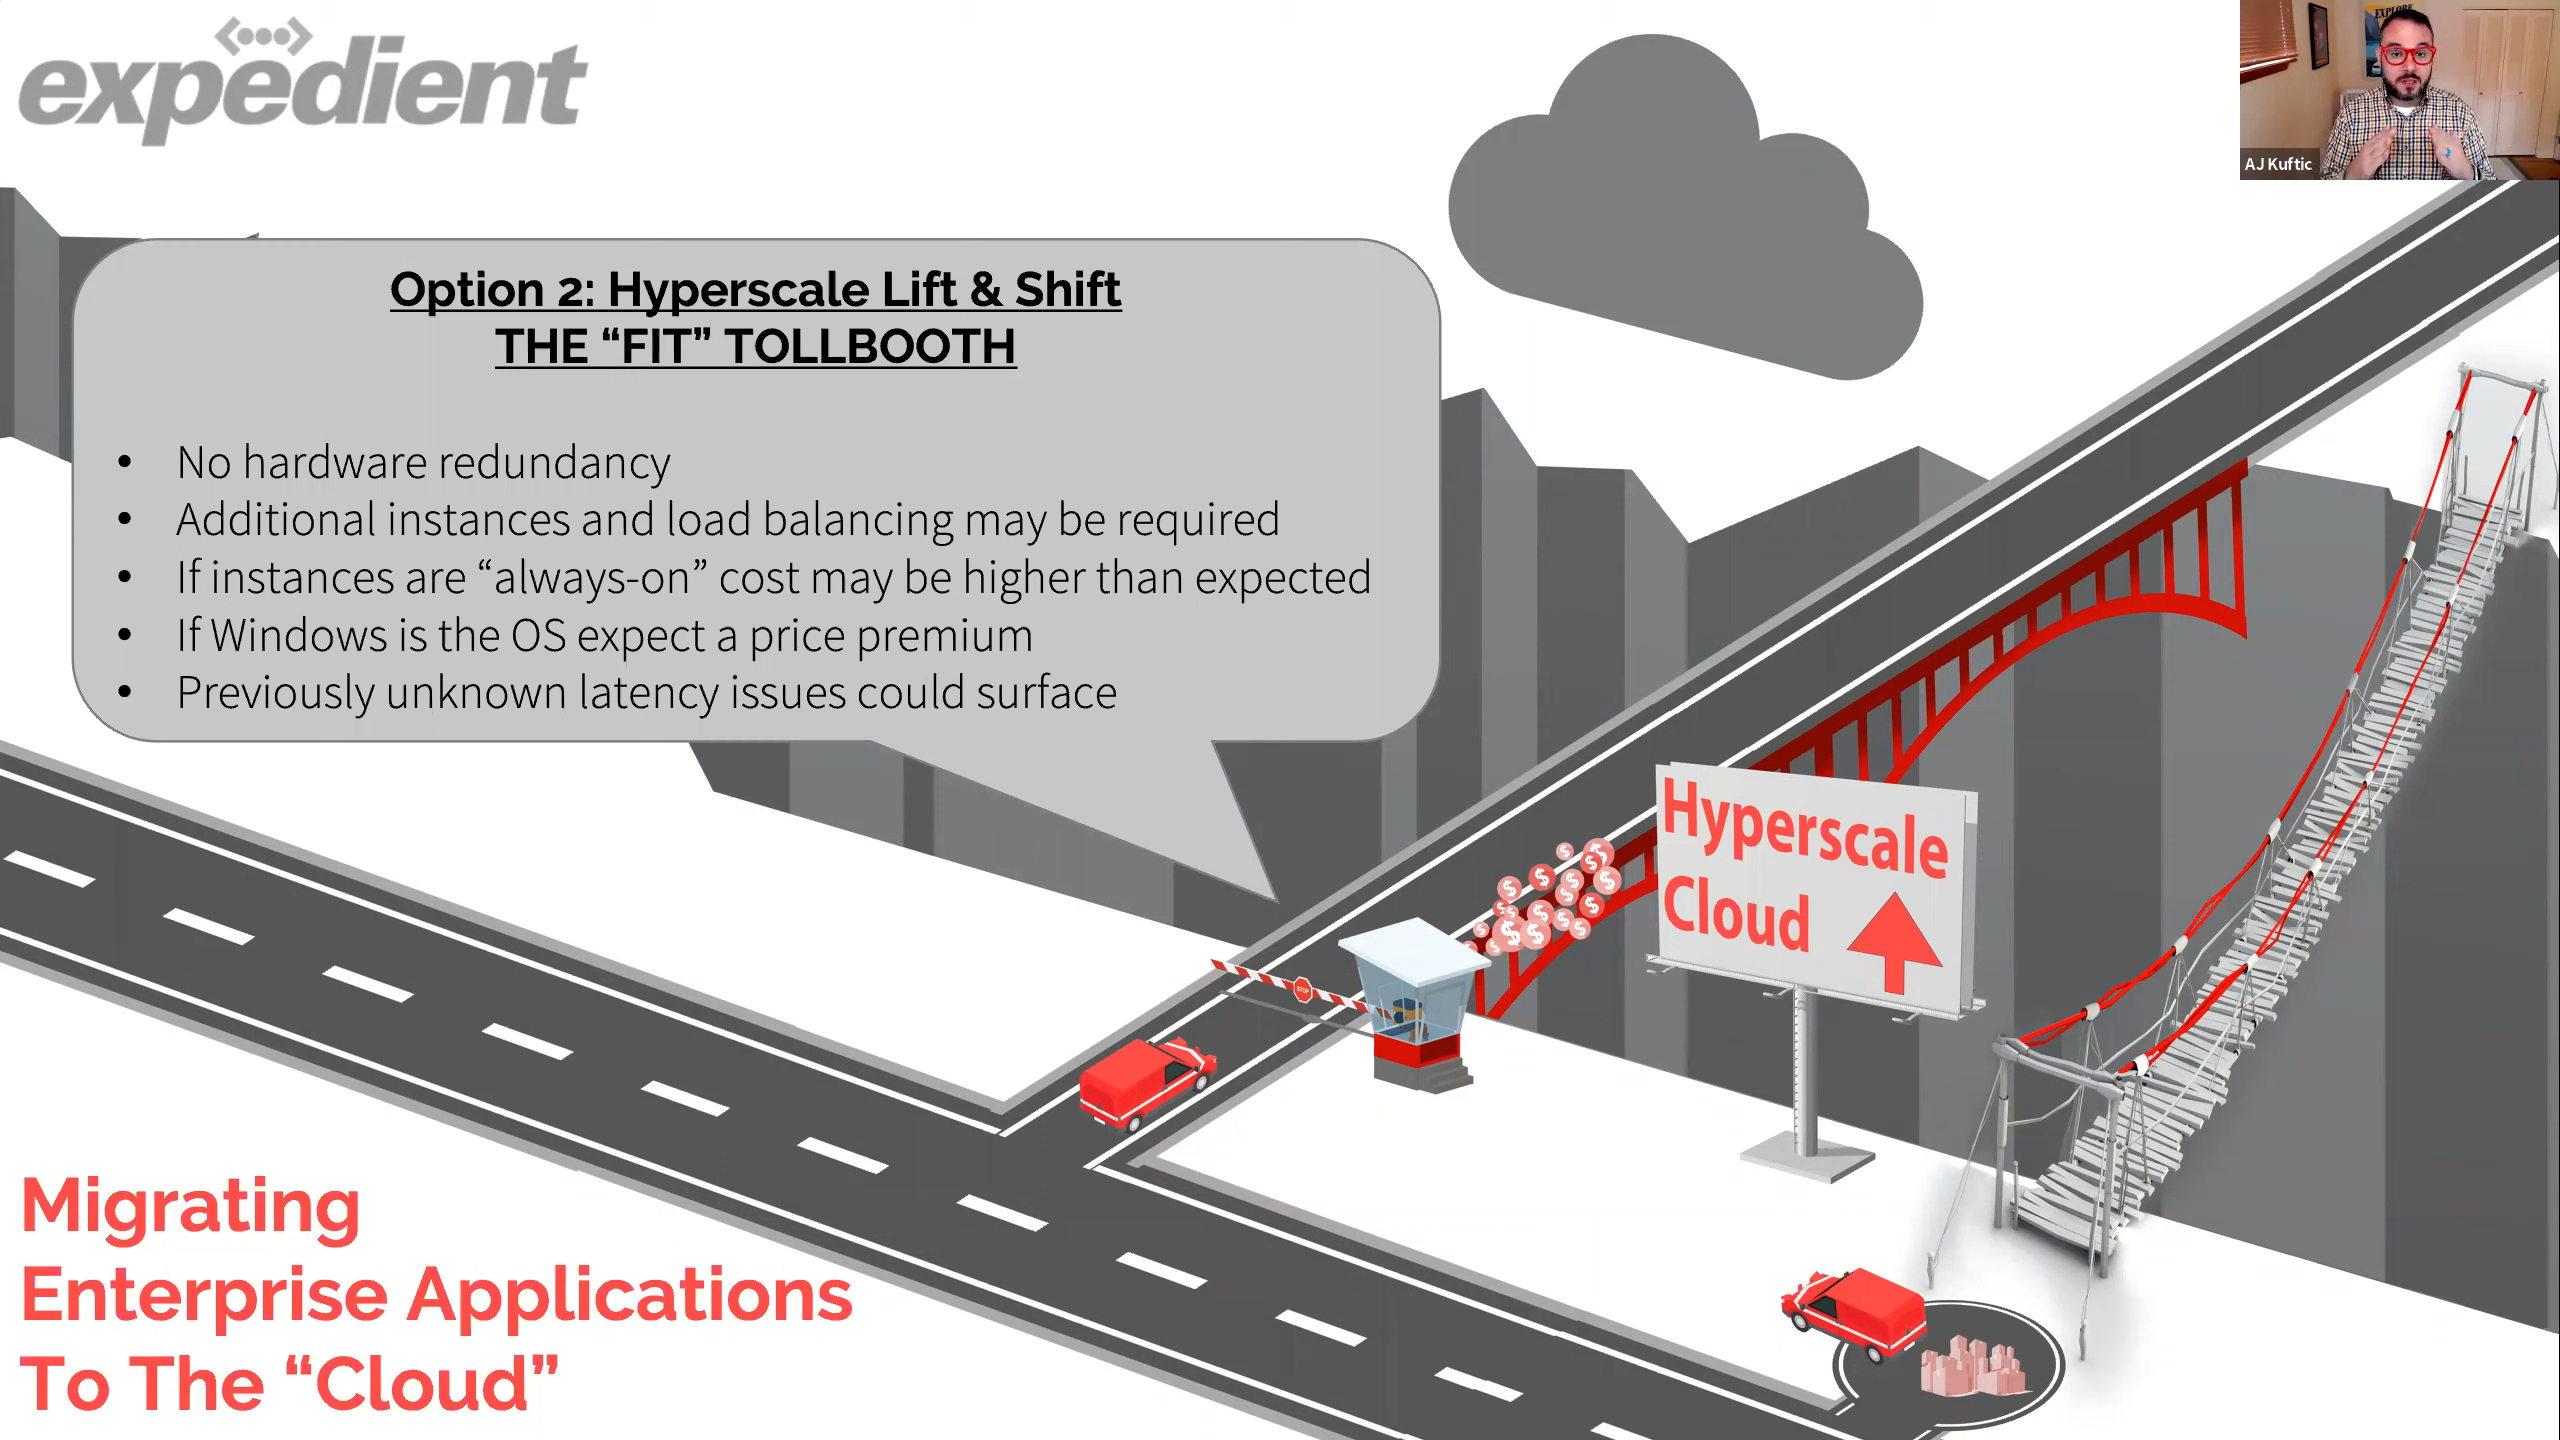 expedient
EXPLORE
AJ Kuftic
Option 2: Hyperscale Lift & Shift
THE “FIT” TOLLBOOTH
• No hardware redundancy
• Additional instances and load balancing may be required
• If instances are “always-on” cost may be higher than expected
• If Windows is the OS expect a price premium
• Previously unknown latency issues could surface
Hyperscale
Cloud
STOP
Migrating
Enterprise Applications
To The “Cloud”